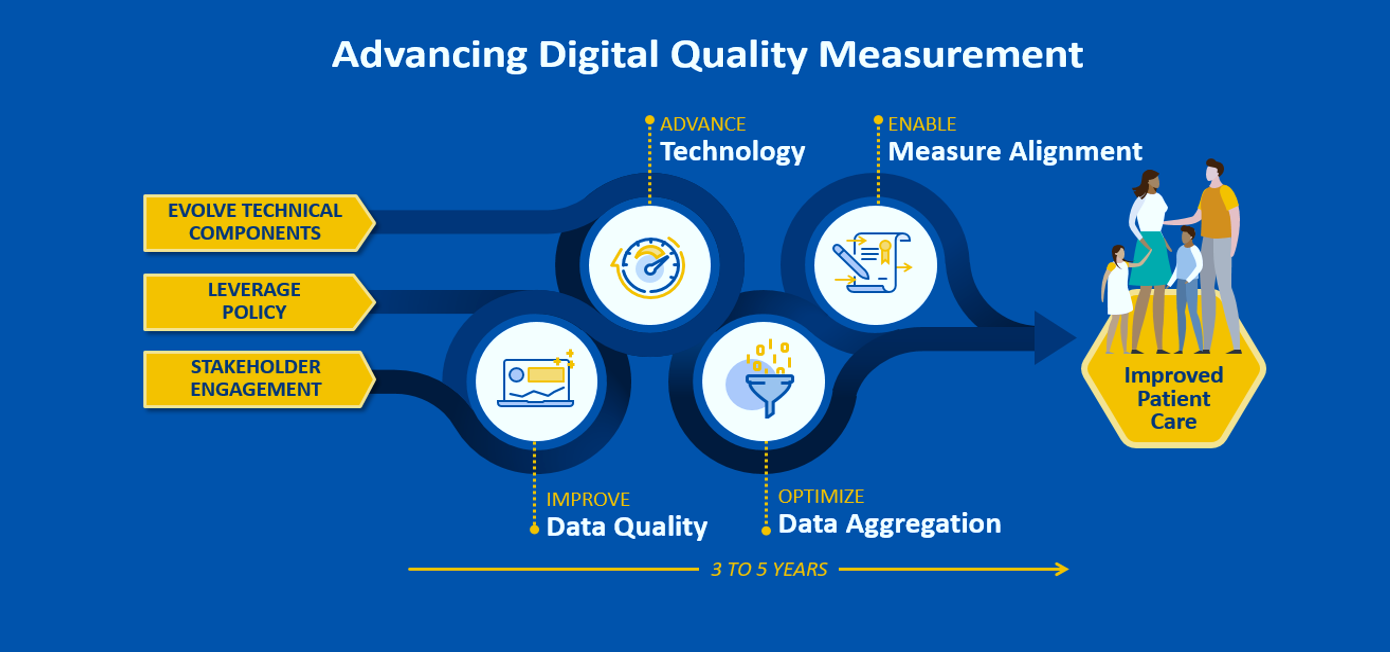 Advancing Digital Quality Measurement
ADVANCE
Technology
ENABLE
Measure Alignment
EVOLVE TECHNICAL
COMPONENTS
LEVERAGE
POLICY
STAKEHOLDER
ENGAGEMENT
Improved
Patient
Care
IMPROVE
Data Quality
OPTIMIZE
Data Aggregation
3 TO 5 YEARS